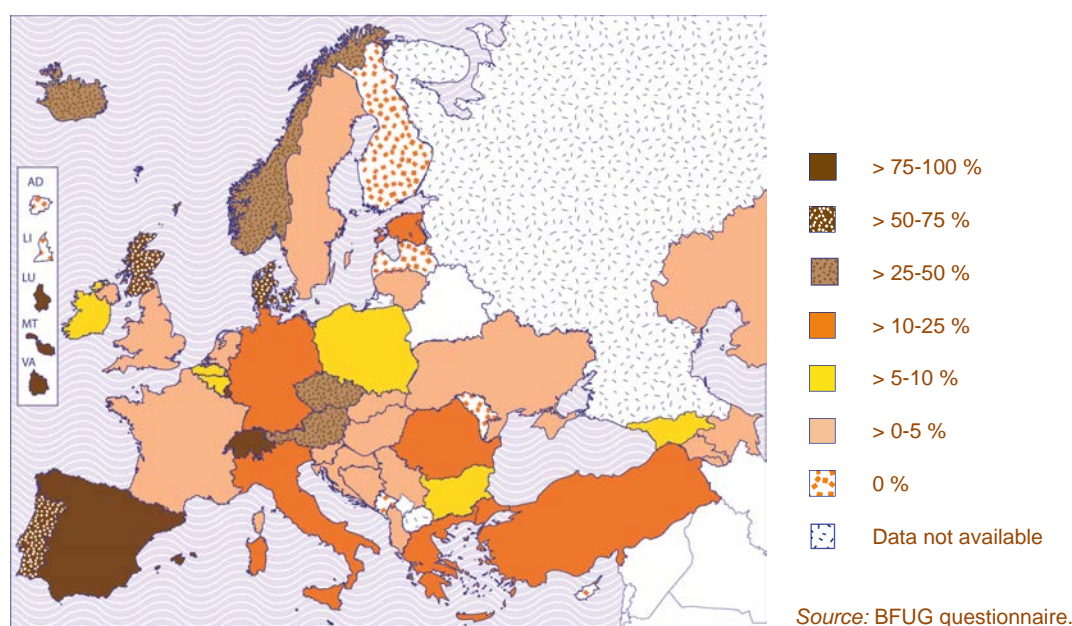 AD
LI
LU
MT
VA
> 75-100 %
> 50-75 %
> 25-50 %
> 10-25 %
> 5-10 %
> 0-5 %
0 %
Data not available
Source: BFUG questionnaire.